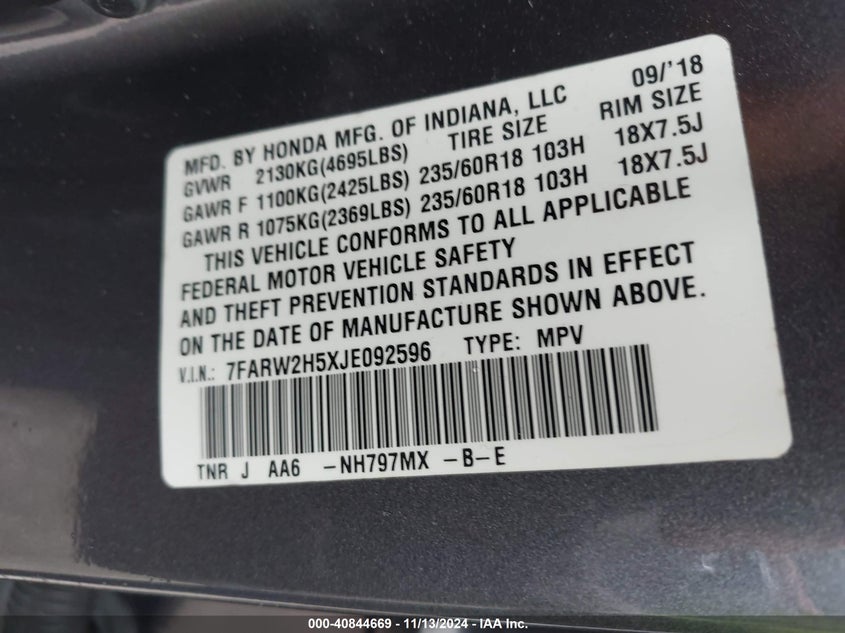 09/'18
MFD. BY HONDA MFG. OF INDIANA, LLC
GVWR 2130KG(4695LBS) TIRE SIZE RIM SIZE
GAWR F 1100KG(2425LBS) 235/60R18 103H 18X7.5J
GAWR R 1075KG(2369LBS) 235/60R18 103H 18X7.5J
THIS VEHICLE CONFORMS TO ALL APPLICABLE
FEDERAL MOTOR VEHICLE SAFETY
AND THEFT PREVENTION STANDARDS IN EFFECT
ON THE DATE OF MANUFACTURE SHOWN ABOVE.
V.I.N.: 7FARW2H5XJE092596 TYPE: MPV
TNR J AA6 -NH797MX -B-E
000-40844669 - 11/13/2024 - IAA Inc.